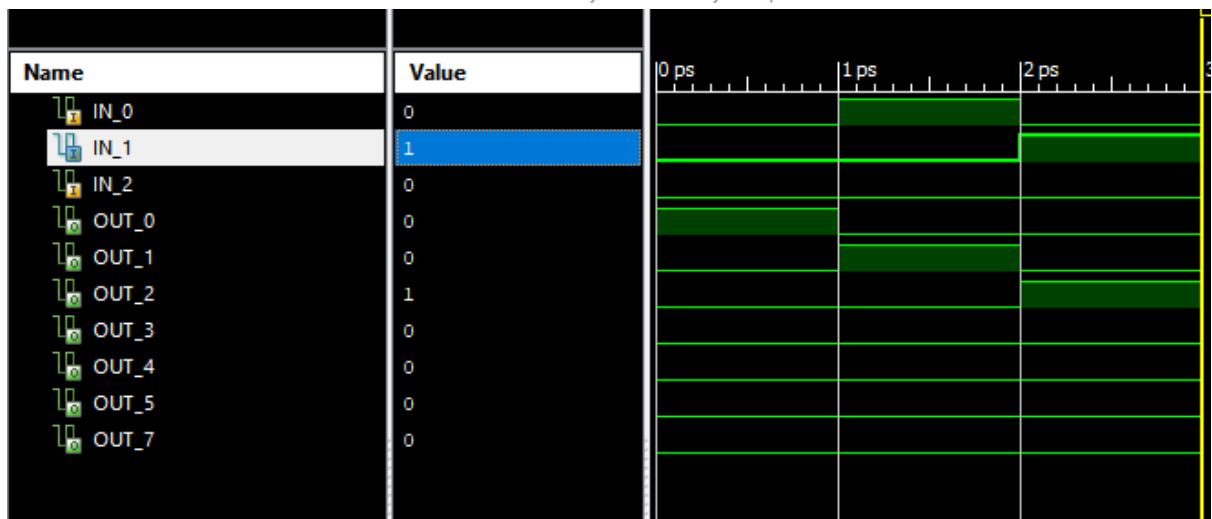 Name Value 0 ps 1 ps 2 ps 3
IN_0 0
IN_1 1
IN_2 0
OUT_0 0
OUT_1 0
OUT_2 1
OUT_3 0
OUT_4 0
OUT_5 0
OUT_7 0